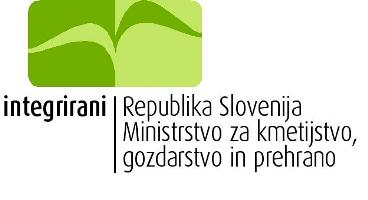 integrirani
Republika Slovenija
Ministrstvo za kmetijstvo,
gozdarstvo in prehrano